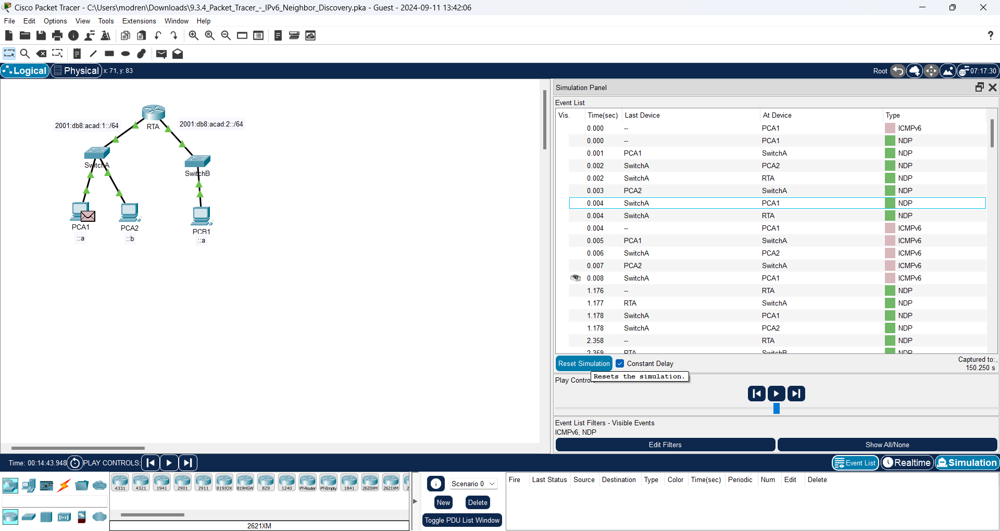 Cisco Packet Tracer - C:\Users\modren\Downloads\9.3.4_Packet_Tracer_-_IPv6_Neighbor_Discovery.pka - Guest - 2024-09-11 13:42:06
File Edit Options View Tools Extensions Window Help
?
Logical Physical x: 71, y: 83 Root 07:17:30
Simulation Panel
Event List
Vis. Time(sec) Last Device At Device Type
0.000 -- PCA1 ICMPv6
0.000 -- PCA1 NDP
0.001 PCA1 SwitchA NDP
0.002 SwitchA PCA2 NDP
0.002 SwitchA RTA NDP
0.003 PCA2 SwitchA NDP
0.004 SwitchA PCA1 NDP
0.004 SwitchA RTA NDP
0.004 -- PCA1 ICMPv6
0.005 PCA1 SwitchA ICMPv6
0.006 SwitchA PCA2 ICMPv6
0.007 PCA2 SwitchA ICMPv6
0.008 SwitchA PCA1 ICMPv6
1.176 -- RTA NDP
1.177 RTA SwitchA NDP
1.178 SwitchA PCA1 NDP
1.178 SwitchA PCA2 NDP
2.358 -- RTA NDP
2.359 RTA SwitchB NDP
2001:db8:acad:1::/64
RTA
2001:db8:acad:2::/64
SwitchA
SwitchB
PCA1
PCA2
PCB1
::a
::b
::a
Reset Simulation Constant Delay
Captured to:
150.250 s
Resets the simulation.
Play Controls
Event List Filters - Visible Events
ICMPv6, NDP
Edit Filters Show All/None
Time: 00:14:43.948 PLAY CONTROLS: Event List Realtime Simulation
4331 4321 1941 2901 2911 819IOX 819HGW 829 1240 PT-Router PT-Empty 1841 2620XM 2621XM 2
2621XM
Scenario 0
New Delete
Toggle PDU List Window
Fire Last Status Source Destination Type Color Time(sec) Periodic Num Edit Delete